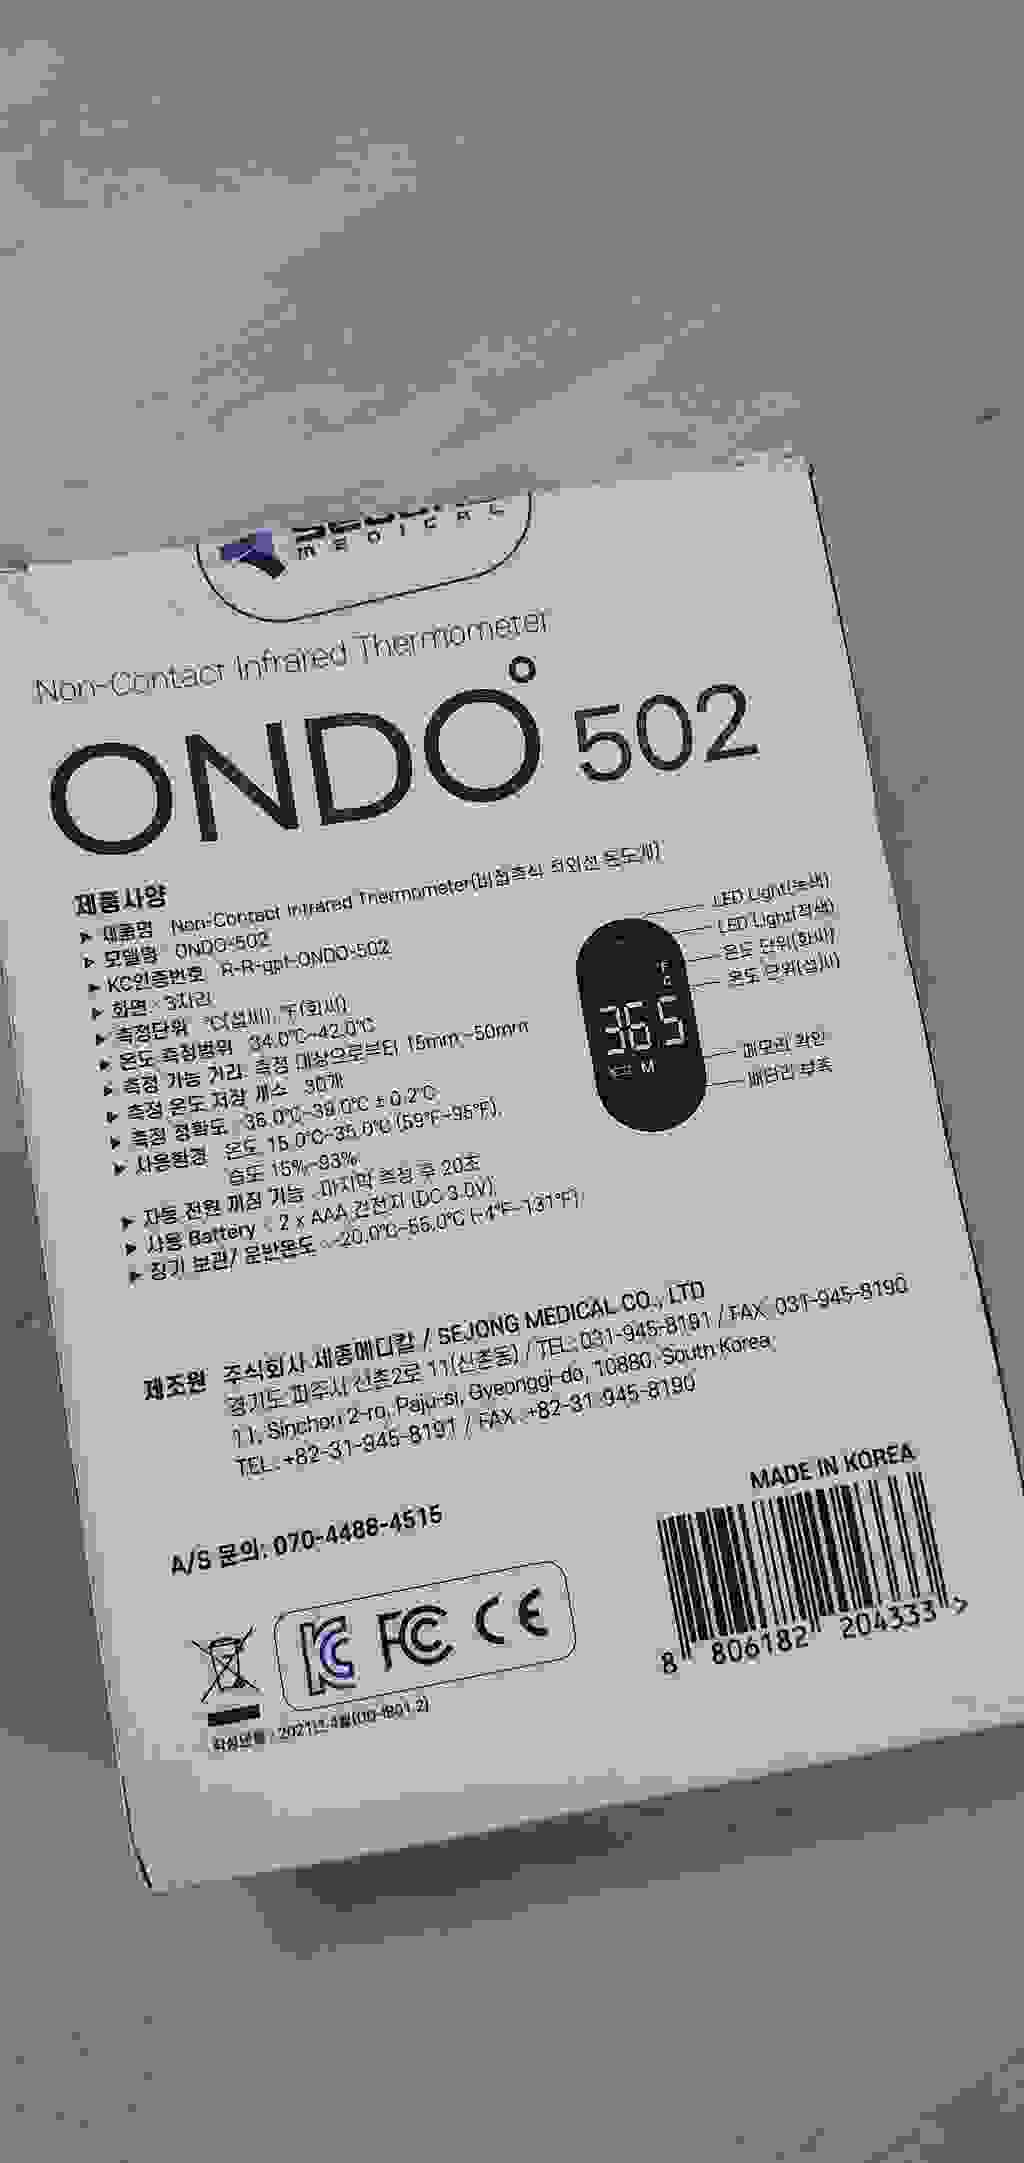 MEDICAL
Non-Contact Infrared Thermometer
ONDO° 502
제품사양
▶ 제품명 Non-Contact Infrared Thermometer(비접촉식 적외선 온도계)
▶ 모델명 ONDO-502
▶ KC인증번호 R-R-gpt-ONDO-502
▶ 화면 : 3자리
▶ 측정단위 ℃(섭씨), ℉(화씨)
▶ 온도 측정범위 34.0℃~42.0℃
▶ 측정 가능 거리 : 측정 대상으로부터 15mm~50mm
▶ 측정 온도 저장 개소 30개
▶ 측정 정확도 : 36.0℃~39.0℃ ± 0.2℃
▶ 사용환경 온도 15.0℃~35.0℃ (59℉~95℉),
습도 15%~93%
▶ 자동 전원 꺼짐 기능 : 마지막 측정 후 20초
▶ 사용 Battery : 2 x AAA 건전지 (DC 3.0V)
▶ 장기 보관/ 운반온도 : -20.0℃~55.0℃ (-4℉~131℉)
LED Light(녹색)
LED Light(적색)
온도 단위(화씨)
온도 단위(섭씨)
메모리 확인
배터리 부족
℉
℃
36.5
M
제조원 주식회사 세종메디칼 / SEJONG MEDICAL CO., LTD
경기도 파주시 신촌2로 11(신촌동) / TEL: 031-945-8191 / FAX: 031-945-8190
11, Sinchon 2-ro, Paju-si, Gyeonggi-do, 10880, South Korea
TEL : +82-31-945-8191 / FAX : +82-31-945-8190
A/S 문의: 070-4488-4515
MADE IN KOREA
8 806182 204333 >
KC FC CE
작성년월 : 2021년 4월